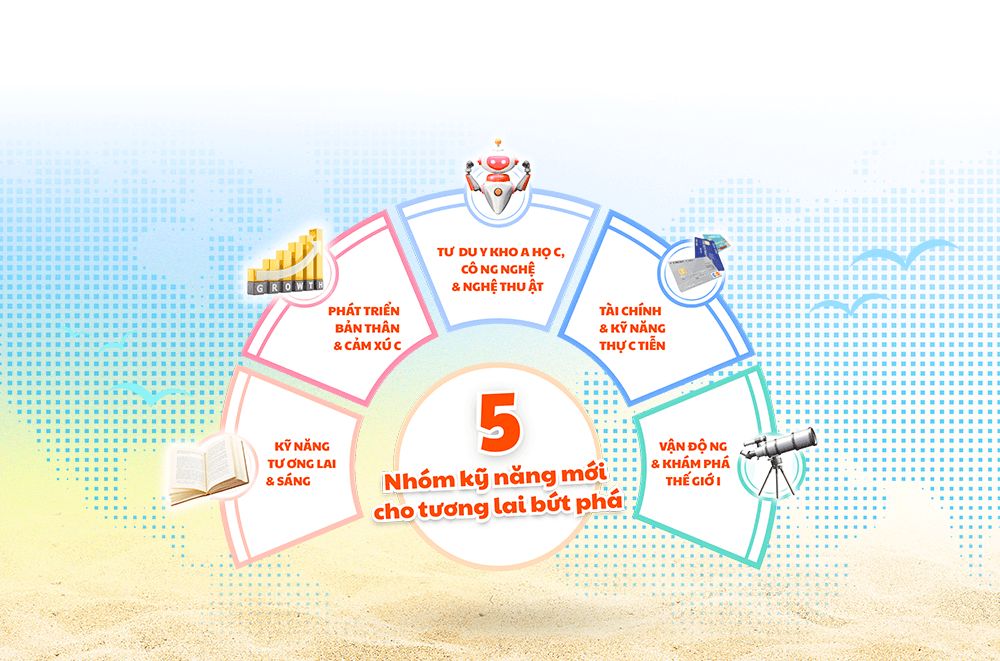 TƯ DUY KHOA HỌC,
CÔNG NGHỆ
& NGHỆ THUẬT
GROWTH
PHÁT TRIỂN
BẢN THÂN
& CẢM XÚC
TÀI CHÍNH
& KỸ NĂNG
THỰC TIỄN
KỸ NĂNG
TƯƠNG LAI
& SÁNG
VẬN ĐỘNG
& KHÁM PHÁ
THẾ GIỚI
5
Nhóm kỹ năng mới
cho tương lai bứt phá